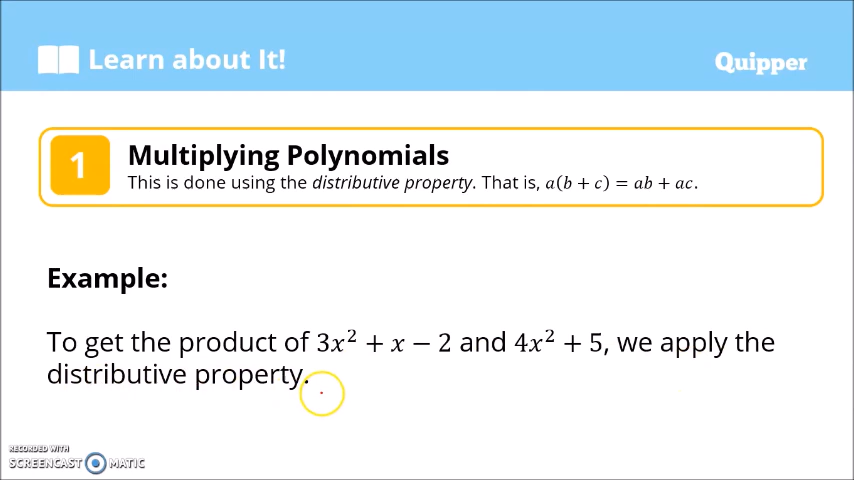 Learn about It!
Quipper
1
Multiplying Polynomials
This is done using the distributive property. That is, a(b + c) = ab + ac.
Example:
To get the product of 3x² + x − 2 and 4x² + 5, we apply the
distributive property.
RECORDED WITH
SCREENCAST MATIC